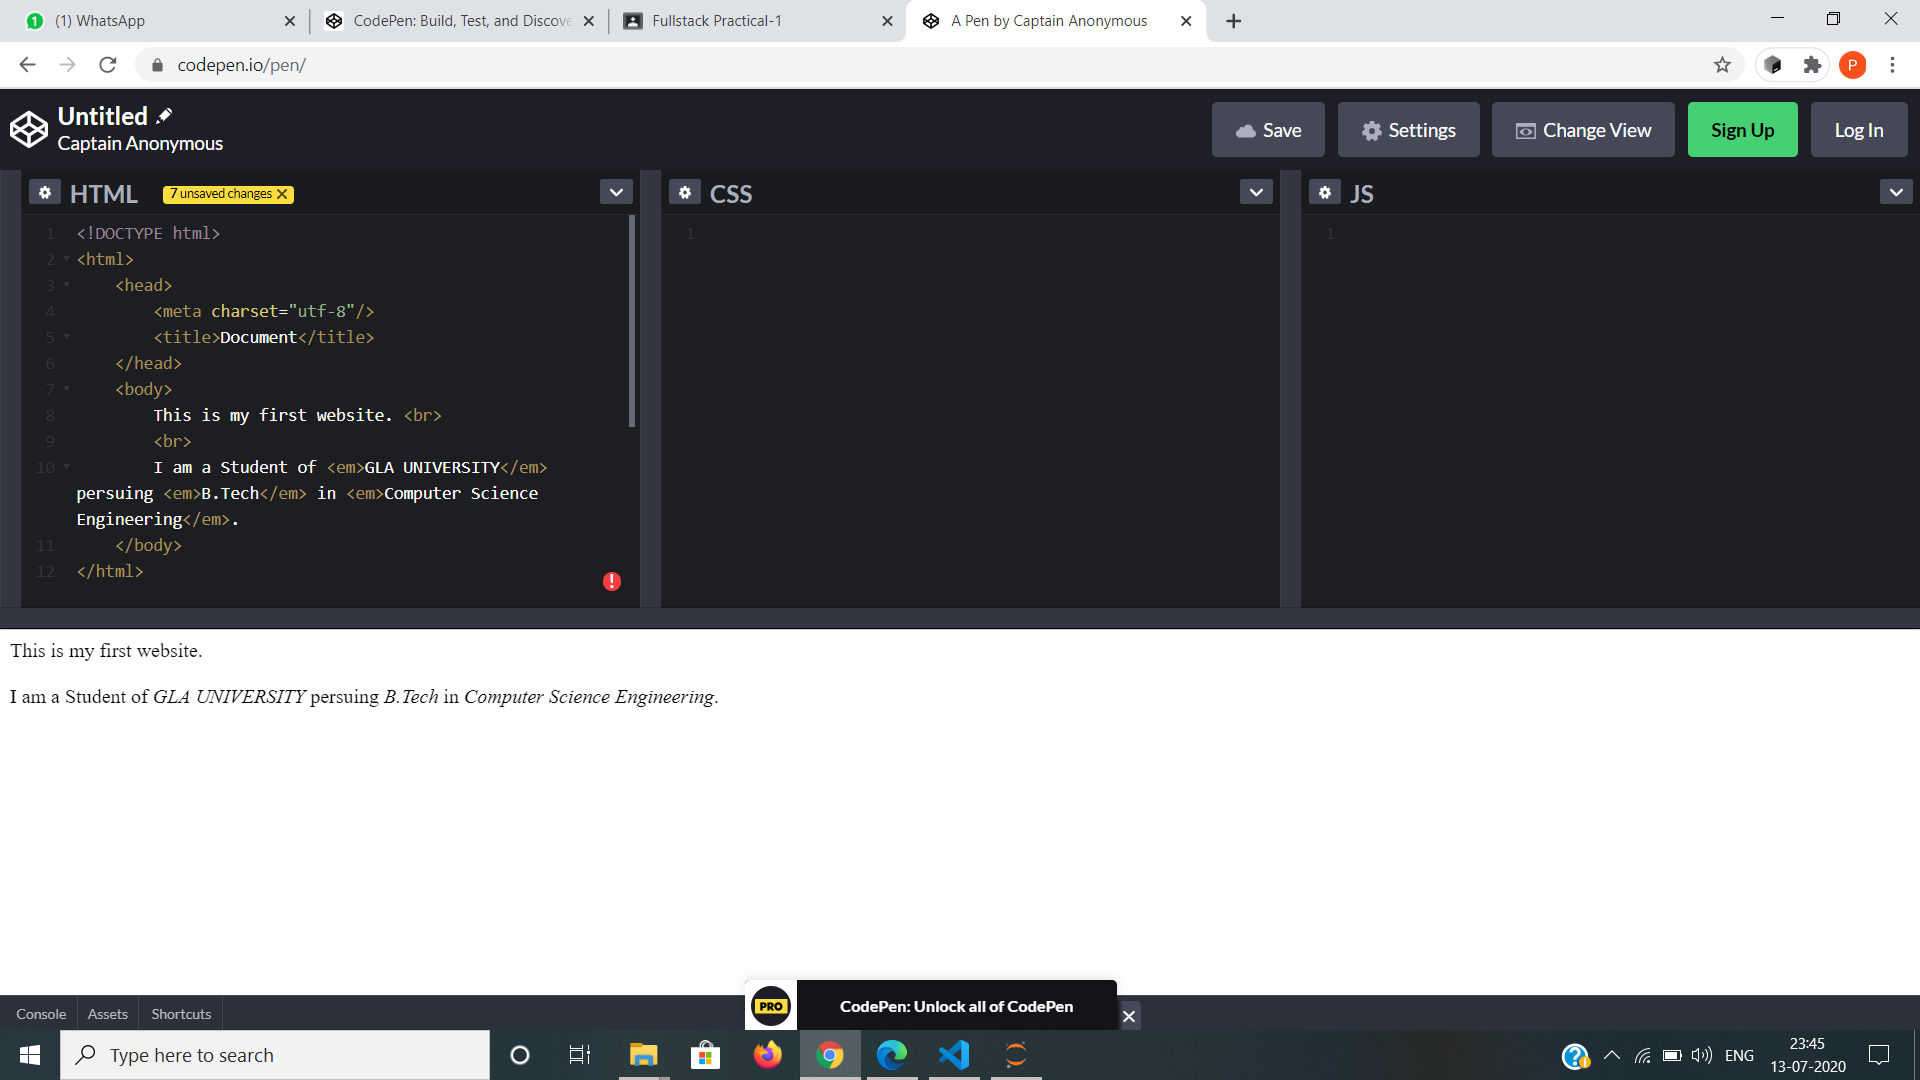 (1) WhatsApp
CodePen: Build, Test, and Discove
Fullstack Practical-1
A Pen by Captain Anonymous
codepen.io/pen/
P
Untitled
Captain Anonymous
Save
Settings
Change View
Sign Up
Log In
HTML
7 unsaved changes
CSS
JS
1 <!DOCTYPE html>
2 <html>
3 <head>
4 <meta charset="utf-8"/>
5 <title>Document</title>
6 </head>
7 <body>
8 This is my first website. <br>
9 <br>
10 I am a Student of <em>GLA UNIVERSITY</em>
persuing <em>B.Tech</em> in <em>Computer Science
Engineering</em>.
11 </body>
12 </html>
1
1
This is my first website.
I am a Student of GLA UNIVERSITY persuing B.Tech in Computer Science Engineering.
Console
Assets
Shortcuts
PRO
CodePen: Unlock all of CodePen
Type here to search
ENG
23:45
13-07-2020